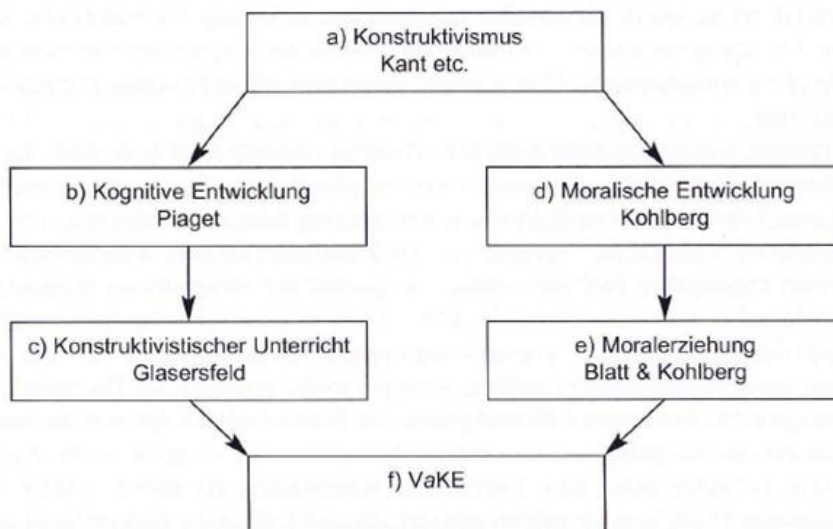 a) Konstruktivismus
Kant etc.
b) Kognitive Entwicklung
Piaget
d) Moralische Entwicklung
Kohlberg
c) Konstruktivistischer Unterricht
Glasersfeld
e) Moralerziehung
Blatt & Kohlberg
f) VaKE